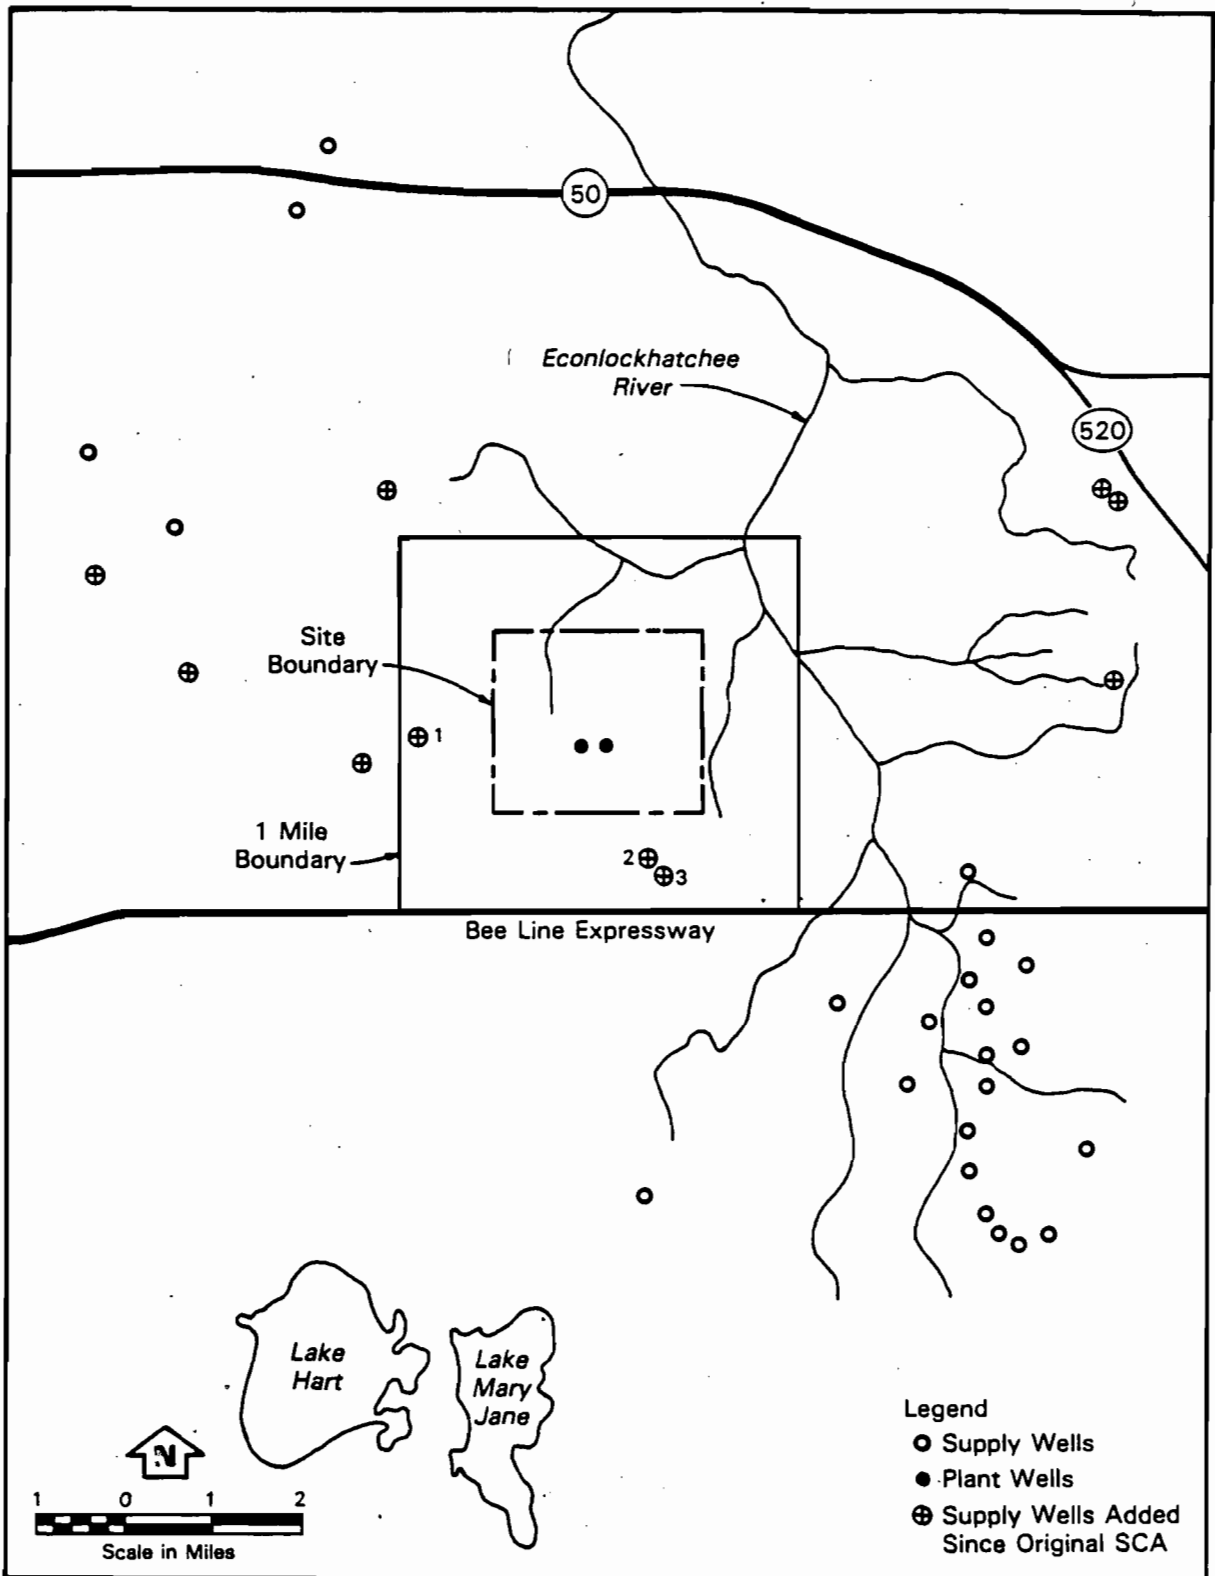 50
Econlockhatchee
River
520
Site
Boundary
1
1 Mile
Boundary
2
3
Bee Line Expressway
Lake
Hart
Lake
Mary
Jane
Legend
Supply Wells
Plant Wells
Supply Wells Added
Since Original SCA
N
1 0 1 2
Scale in Miles